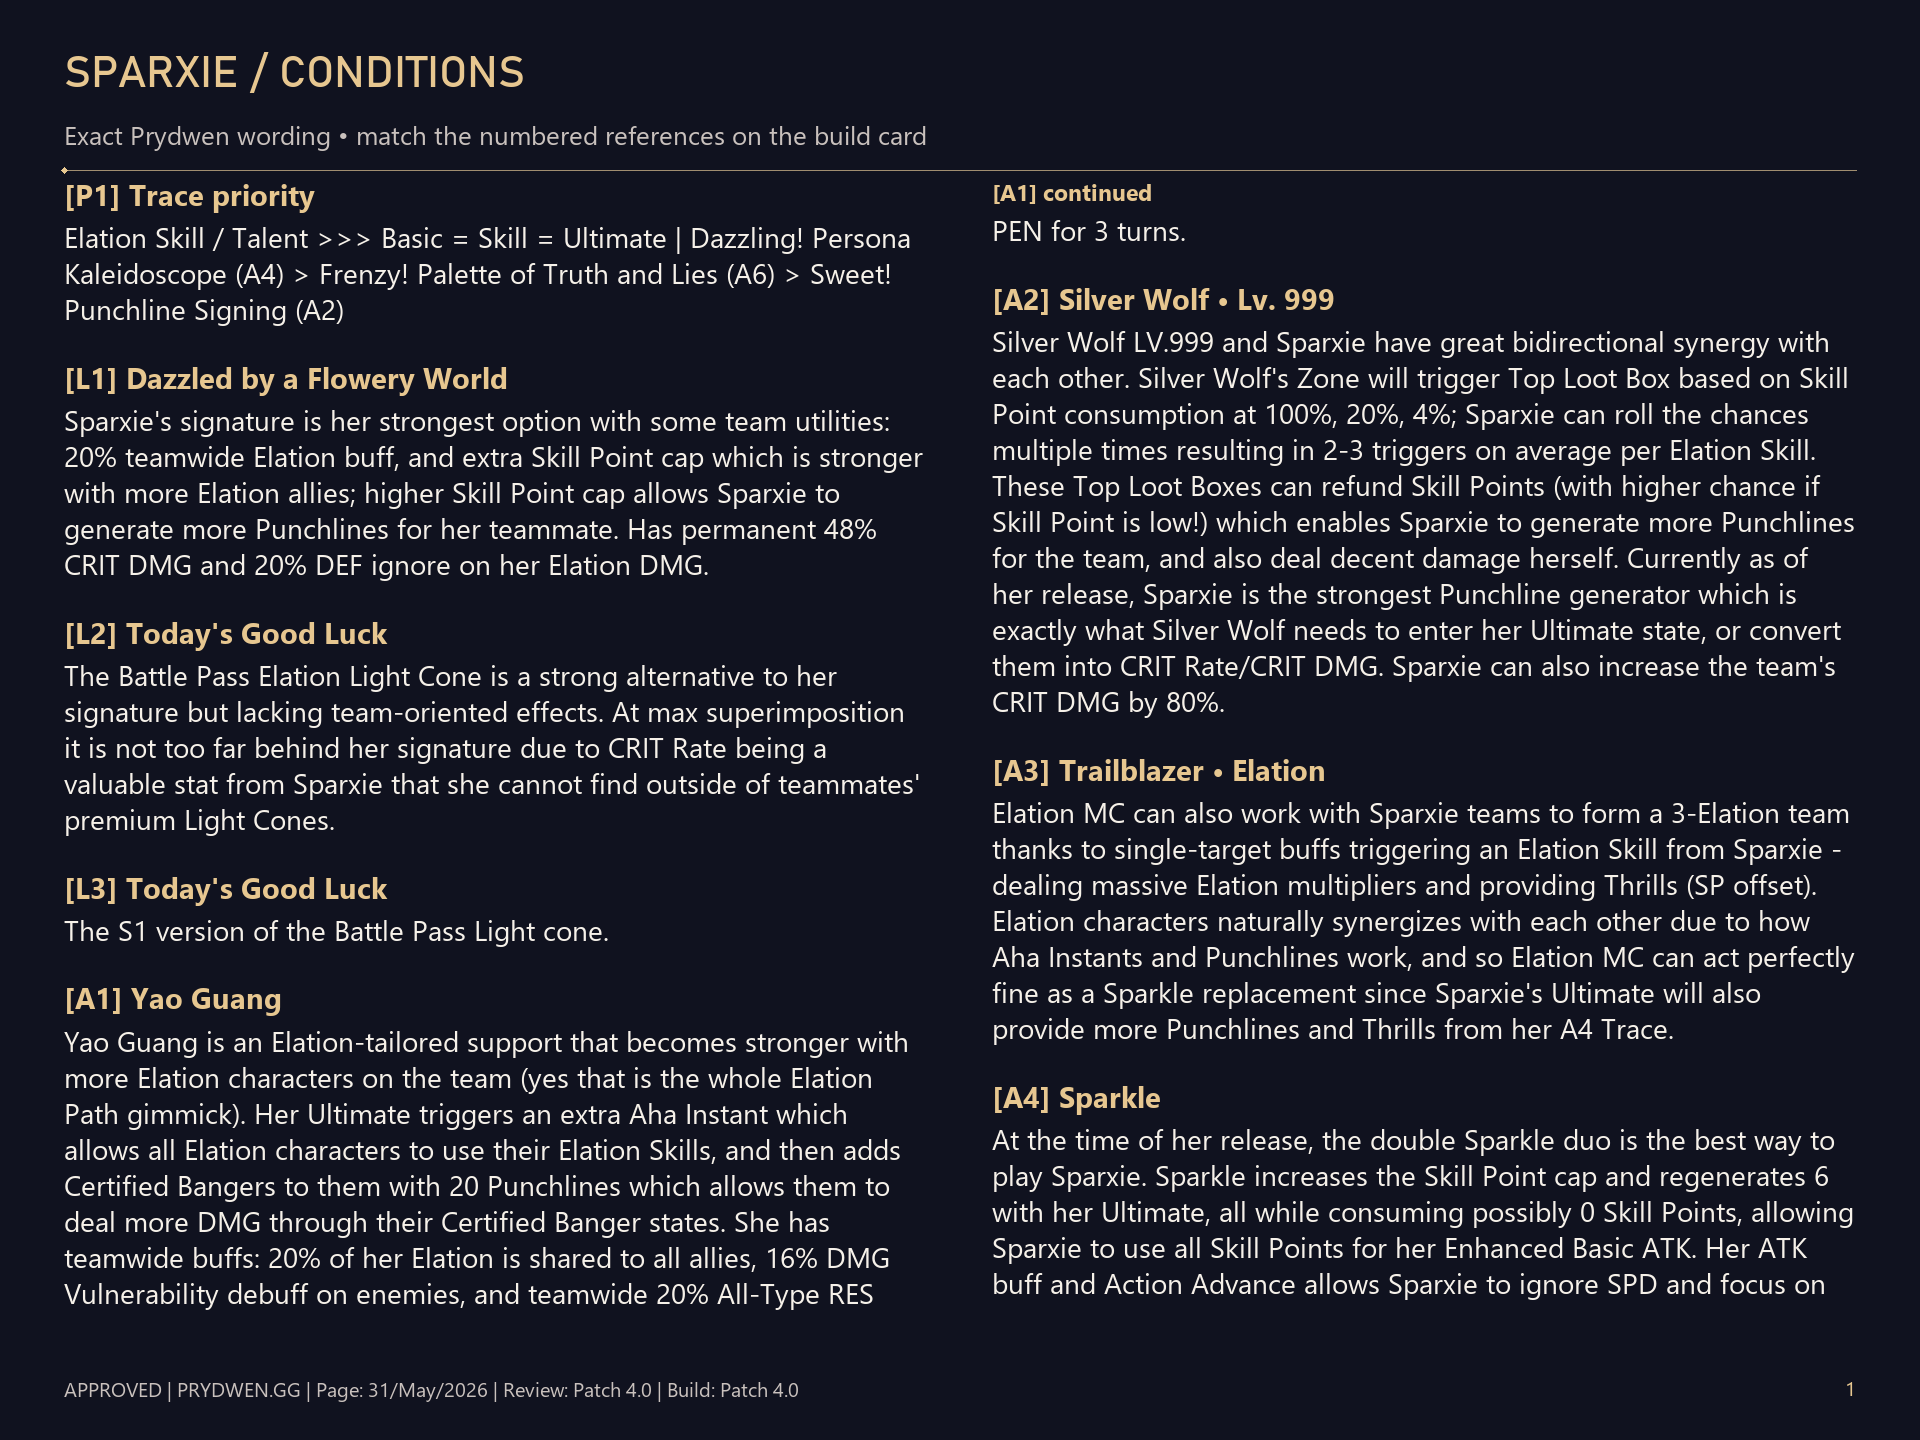 SPARXIE / CONDITIONS
Exact Prydwen wording • match the numbered references on the build card
[P1] Trace priority
Elation Skill / Talent >>> Basic = Skill = Ultimate | Dazzling! Persona
Kaleidoscope (A4) > Frenzy! Palette of Truth and Lies (A6) > Sweet!
Punchline Signing (A2)
[L1] Dazzled by a Flowery World
Sparxie's signature is her strongest option with some team utilities:
20% teamwide Elation buff, and extra Skill Point cap which is stronger
with more Elation allies; higher Skill Point cap allows Sparxie to
generate more Punchlines for her teammate. Has permanent 48%
CRIT DMG and 20% DEF ignore on her Elation DMG.
[L2] Today's Good Luck
The Battle Pass Elation Light Cone is a strong alternative to her
signature but lacking team-oriented effects. At max superimposition
it is not too far behind her signature due to CRIT Rate being a
valuable stat from Sparxie that she cannot find outside of teammates'
premium Light Cones.
[L3] Today's Good Luck
The S1 version of the Battle Pass Light cone.
[A1] Yao Guang
Yao Guang is an Elation-tailored support that becomes stronger with
more Elation characters on the team (yes that is the whole Elation
Path gimmick). Her Ultimate triggers an extra Aha Instant which
allows all Elation characters to use their Elation Skills, and then adds
Certified Bangers to them with 20 Punchlines which allows them to
deal more DMG through their Certified Banger states. She has
teamwide buffs: 20% of her Elation is shared to all allies, 16% DMG
Vulnerability debuff on enemies, and teamwide 20% All-Type RES
[A1] continued
PEN for 3 turns.
[A2] Silver Wolf • Lv. 999
Silver Wolf LV.999 and Sparxie have great bidirectional synergy with
each other. Silver Wolf's Zone will trigger Top Loot Box based on Skill
Point consumption at 100%, 20%, 4%; Sparxie can roll the chances
multiple times resulting in 2-3 triggers on average per Elation Skill.
These Top Loot Boxes can refund Skill Points (with higher chance if
Skill Point is low!) which enables Sparxie to generate more Punchlines
for the team, and also deal decent damage herself. Currently as of
her release, Sparxie is the strongest Punchline generator which is
exactly what Silver Wolf needs to enter her Ultimate state, or convert
them into CRIT Rate/CRIT DMG. Sparxie can also increase the team's
CRIT DMG by 80%.
[A3] Trailblazer • Elation
Elation MC can also work with Sparxie teams to form a 3-Elation team
thanks to single-target buffs triggering an Elation Skill from Sparxie -
dealing massive Elation multipliers and providing Thrills (SP offset).
Elation characters naturally synergizes with each other due to how
Aha Instants and Punchlines work, and so Elation MC can act perfectly
fine as a Sparkle replacement since Sparxie's Ultimate will also
provide more Punchlines and Thrills from her A4 Trace.
[A4] Sparkle
At the time of her release, the double Sparkle duo is the best way to
play Sparxie. Sparkle increases the Skill Point cap and regenerates 6
with her Ultimate, all while consuming possibly 0 Skill Points, allowing
Sparxie to use all Skill Points for her Enhanced Basic ATK. Her ATK
buff and Action Advance allows Sparxie to ignore SPD and focus on
APPROVED | PRYDWEN.GG | Page: 31/May/2026 | Review: Patch 4.0 | Build: Patch 4.0
1